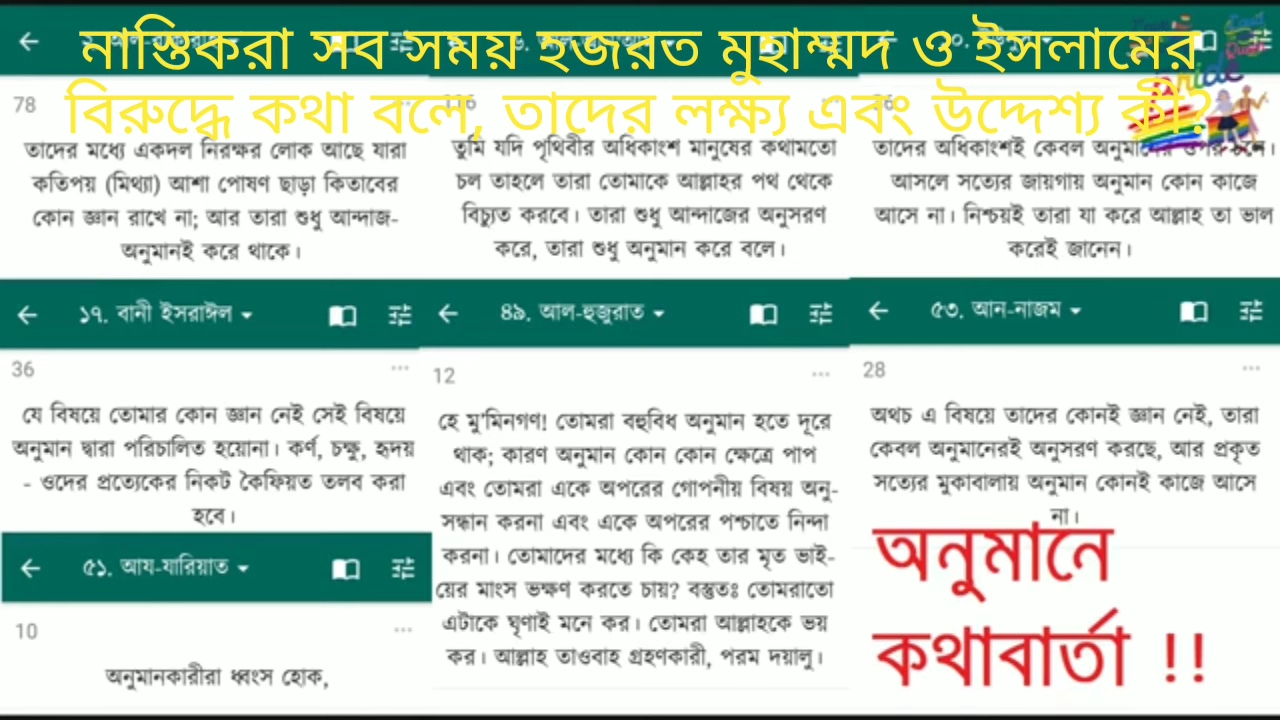 নাস্তিকরা সব সময় হজরত মুহাম্মদ ও ইসলামের
বিরুদ্ধে কথা বলে, তাদের লক্ষ্য এবং উদ্দেশ্য কী?
78
তাদের মধ্যে একদল নিরক্ষর লোক আছে যারা
কতিপয় (মিথ্যা) আশা পোষণ ছাড়া কিতাবের
কোন জ্ঞান রাখে না; আর তারা শুধু আন্দাজ-
অনুমানই করে থাকে।
তুমি যদি পৃথিবীর অধিকাংশ মানুষের কথামতো
চল তাহলে তারা তোমাকে আল্লাহর পথ থেকে
বিচ্যুত করবে। তারা শুধু আন্দাজের অনুসরণ
করে, তারা শুধু অনুমান করে বলে।
তাদের অধিকাংশই কেবল অনুমানের উপর চলে।
আসলে সত্যের জায়গায় অনুমান কোন কাজে
আসে না। নিশ্চয়ই তারা যা করে আল্লাহ তা ভাল
করেই জানেন।
১৭. বানী ইসরাঈল
36
যে বিষয়ে তোমার কোন জ্ঞান নেই সেই বিষয়ে
অনুমান দ্বারা পরিচালিত হয়োনা। কর্ণ, চক্ষু, হৃদয়
- ওদের প্রত্যেকের নিকট কৈফিয়ত তলব করা
হবে।
৫১. আয-যারিয়াত
10
অনুমানকারীরা ধ্বংস হোক,
৪৯. আল-হুজুরাত
12
হে মু'মিনগণ! তোমরা বহুবিধ অনুমান হতে দূরে
থাক; কারণ অনুমান কোন কোন ক্ষেত্রে পাপ
এবং তোমরা একে অপরের গোপনীয় বিষয় অনু-
সন্ধান করনা এবং একে অপরের পশ্চাতে নিন্দা
করনা। তোমাদের মধ্যে কি কেহ তার মৃত ভাই-
য়ের মাংস ভক্ষণ করতে চায়? বস্তুতঃ তোমরাতো
এটাকে ঘৃণাই মনে কর। তোমরা আল্লাহকে ভয়
কর। আল্লাহ তাওবাহ গ্রহণকারী, পরম দয়ালু।
৫৩. আন-নাজম
28
অথচ এ বিষয়ে তাদের কোনই জ্ঞান নেই, তারা
কেবল অনুমানেরই অনুসরণ করছে, আর প্রকৃত
সত্যের মুকাবালায় অনুমান কোনই কাজে আসে
না।
অনুমানে
কথাবার্তা !!